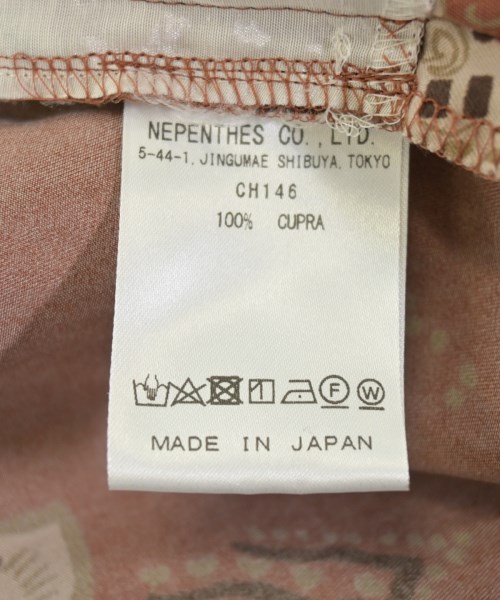 NEPENTHES CO.,LTD.
5-44-1, JINGUMAE SHIBUYA, TOKYO
CH146
100% CUPRA
F W
MADE IN JAPAN